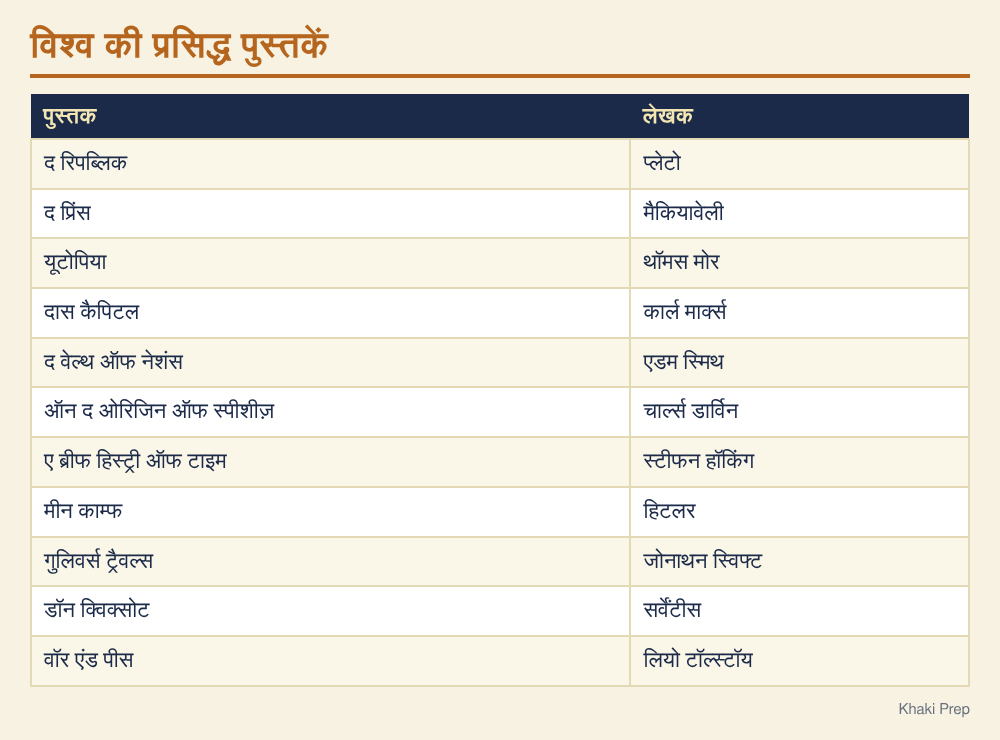 विश्व की प्रसिद्ध पुस्तकें
पुस्तक लेखक
द रिपब्लिक प्लेटो
द प्रिंस मैकियावेली
यूटोपिया थॉमस मोर
दास कैपिटल कार्ल मार्क्स
द वेल्थ ऑफ नेशंस एडम स्मिथ
ऑन द ओरिजिन ऑफ स्पीशीज़ चार्ल्स डार्विन
ए ब्रीफ हिस्ट्री ऑफ टाइम स्टीफन हॉकिंग
मीन काम्फ हिटलर
गुलिवर्स ट्रैवल्स जोनाथन स्विफ्ट
डॉन क्विक्सोट सर्वेंटीस
वॉर एंड पीस लियो टॉल्स्टॉय
Khaki Prep